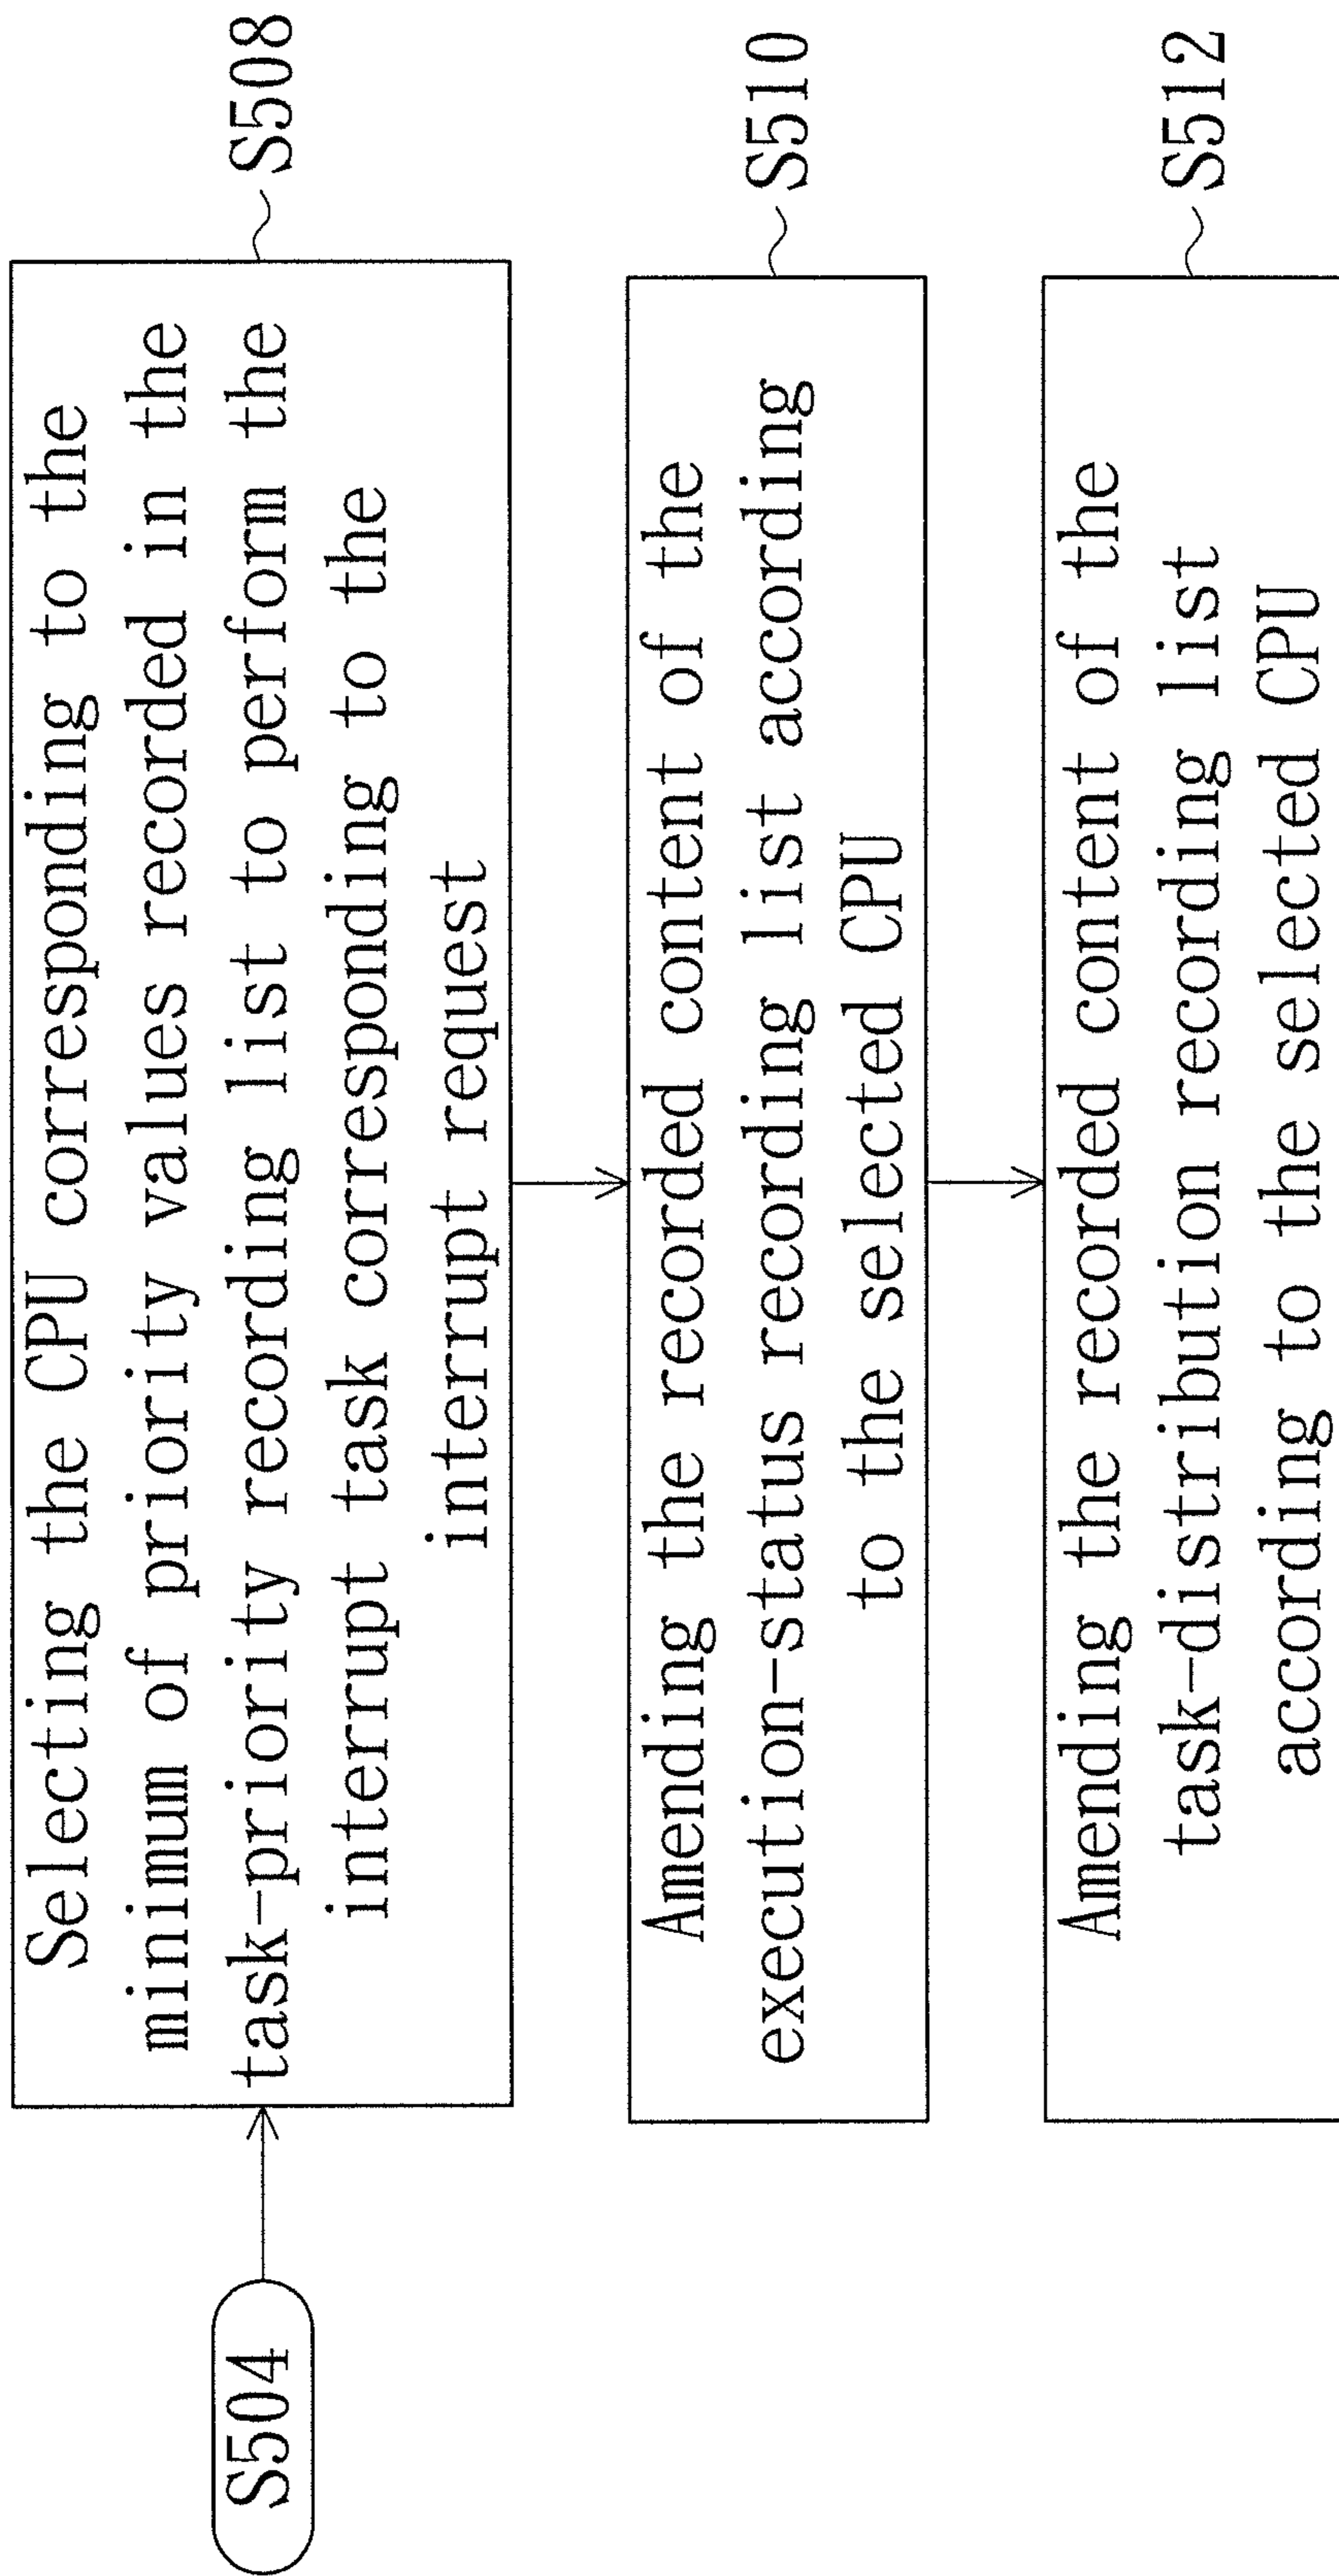 S504
Selecting the CPU corresponding to the
minimum of priority values recorded in the
task-priority recording list to perform the
interrupt task corresponding to the
interrupt request
S508
Amending the recorded content of the
execution-status recording list according
to the selected CPU
S510
Amending the recorded content of the
task-distribution recording list
according to the selected CPU
S512